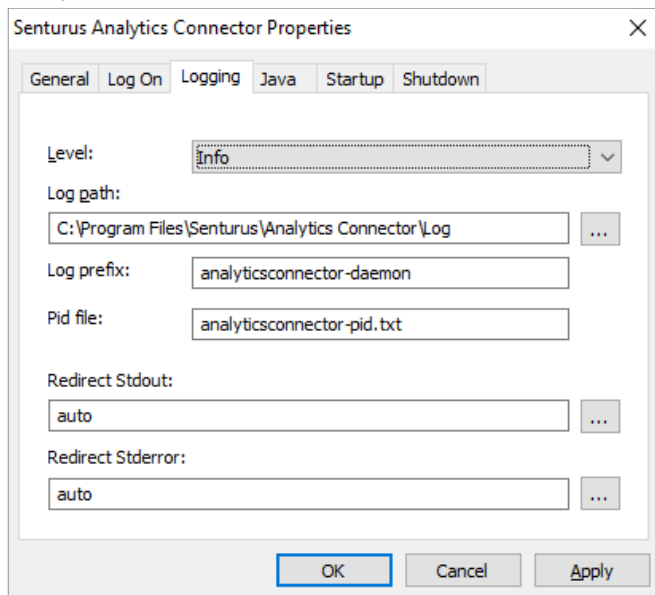 Senturus Analytics Connector Properties
General Log On Logging Java Startup Shutdown
Level: Info
Log path:
C:\Program Files\Senturus\Analytics Connector\Log ...
Log prefix: analyticsconnector-daemon
Pid file: analyticsconnector-pid.txt
Redirect Stdout:
auto ...
Redirect Stderror:
auto ...
OK Cancel Apply